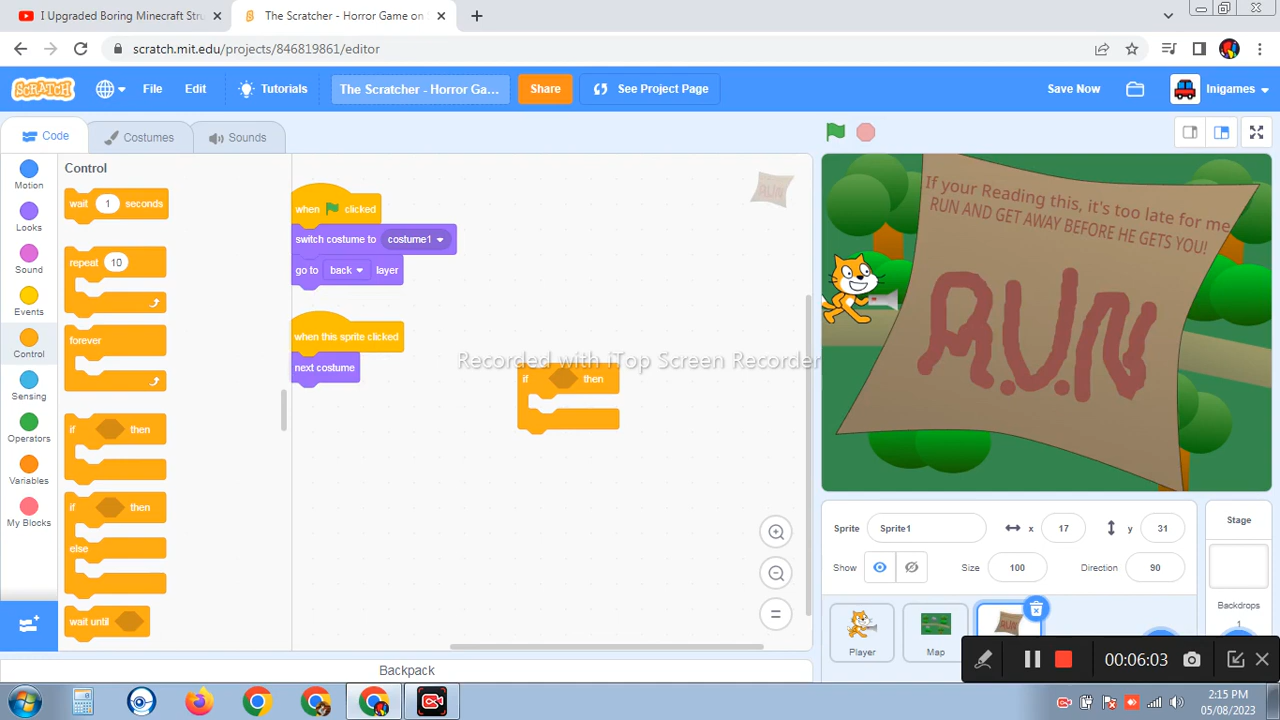 I Upgraded Boring Minecraft Stru
The Scratcher - Horror Game on S
scratch.mit.edu/projects/846819861/editor
SCRATCH
File
Edit
Tutorials
The Scratcher - Horror Ga...
Share
See Project Page
Save Now
Inigames
Code
Costumes
Sounds
Motion
Looks
Sound
Events
Control
Sensing
Operators
Variables
My Blocks
Control
wait 1 seconds
repeat 10
forever
if then
if then
else
wait until
when clicked
switch costume to costume1
go to back layer
when this sprite clicked
next costume
if then
Recorded with iTop Screen Recorder
RUN
If your Reading this, it's too late for me
RUN AND GET AWAY BEFORE HE GETS YOU!
R.U.N
Sprite Sprite1 x 17 y 31
Show Size 100 Direction 90
Player
Map
Stage
Backdrops
1
Backpack
00:06:03
2:15 PM
05/08/2023